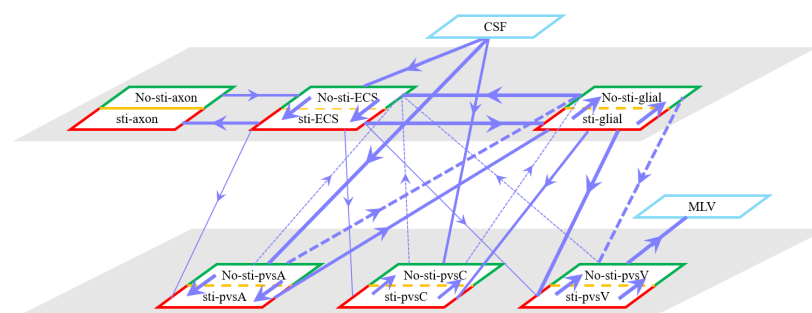 CSF
No-sti-axon
sti-axon
No-sti-ECS
sti-ECS
No-sti-glial
sti-glial
MLV
No-sti-pvsA
sti-pvsA
No-sti-pvsC
sti-pvsC
No-sti-pvsV
sti-pvsV